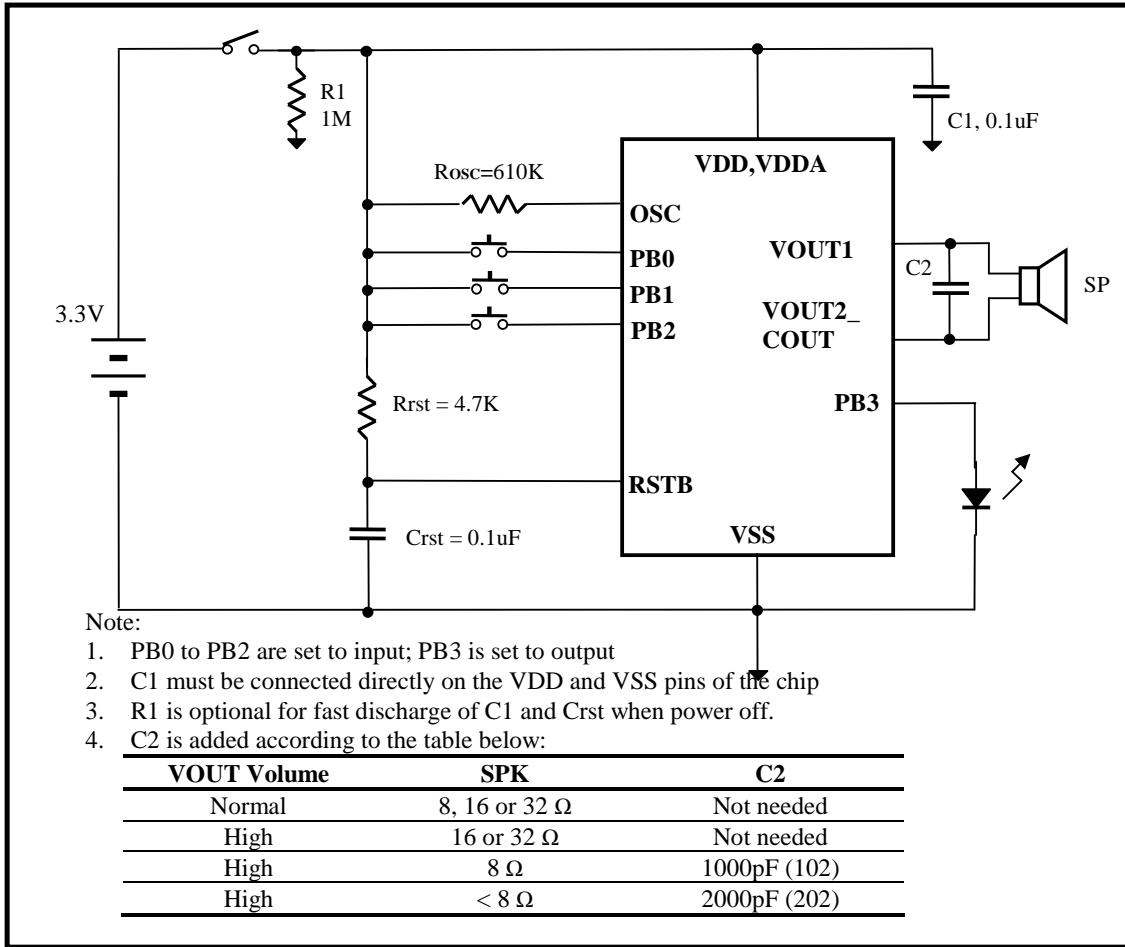 R1
1M
C1, 0.1uF
VDD,VDDA
Rosc=610K
OSC
PB0
VOUT1
C2
PB1
SP
3.3V
VOUT2_
PB2
COUT
Rrst = 4.7K
PB3
RSTB
VSS
Crst = 0.1uF
Note:
1. PB0 to PB2 are set to input; PB3 is set to output
2. C1 must be connected directly on the VDD and VSS pins of the chip
3. R1 is optional for fast discharge of C1 and Crst when power off.
4. C2 is added according to the table below:
VOUT Volume SPK C2
Normal 8, 16 or 32 Ω Not needed
High 16 or 32 Ω Not needed
High 8 Ω 1000pF (102)
High < 8 Ω 2000pF (202)